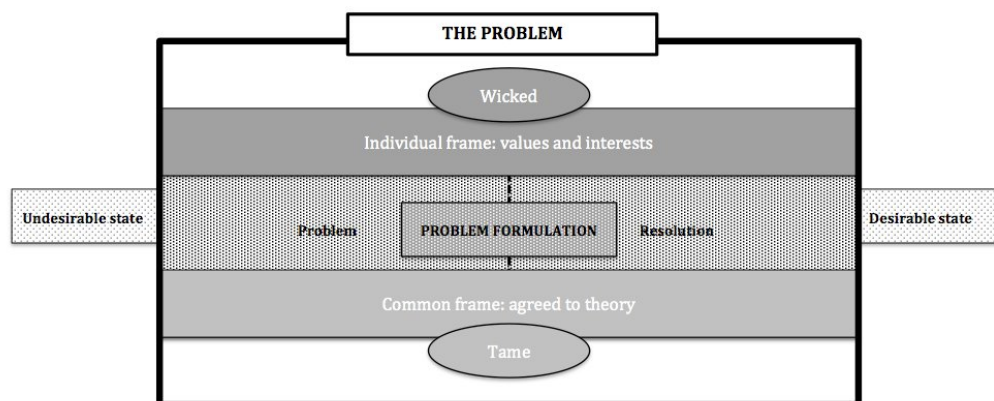 THE PROBLEM
Wicked
Individual frame: values and interests
Undesirable state
Problem
PROBLEM FORMULATION
Resolution
Desirable state
Common frame: agreed to theory
Tame